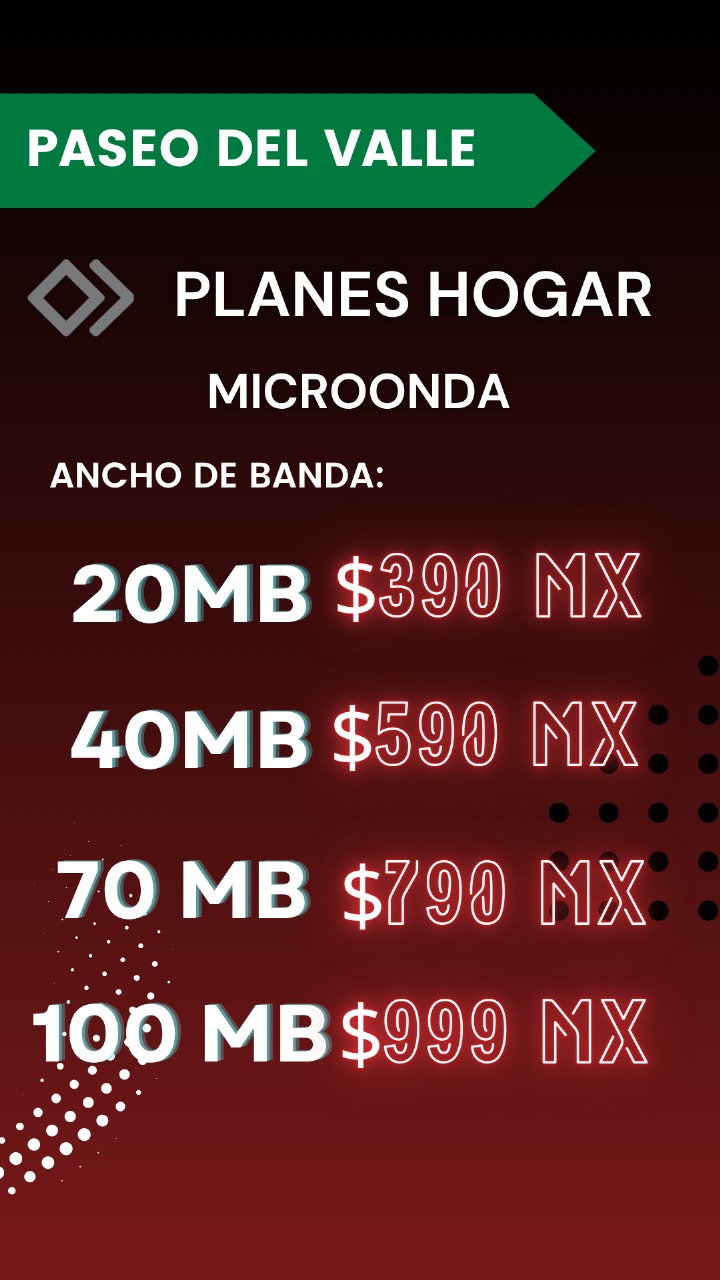 PASEO DEL VALLE
PLANES HOGAR
MICROONDA
ANCHO DE BANDA:
20MB $390 MX
40MB $590 MX
70 MB $790 MX
100 MB $999 MX